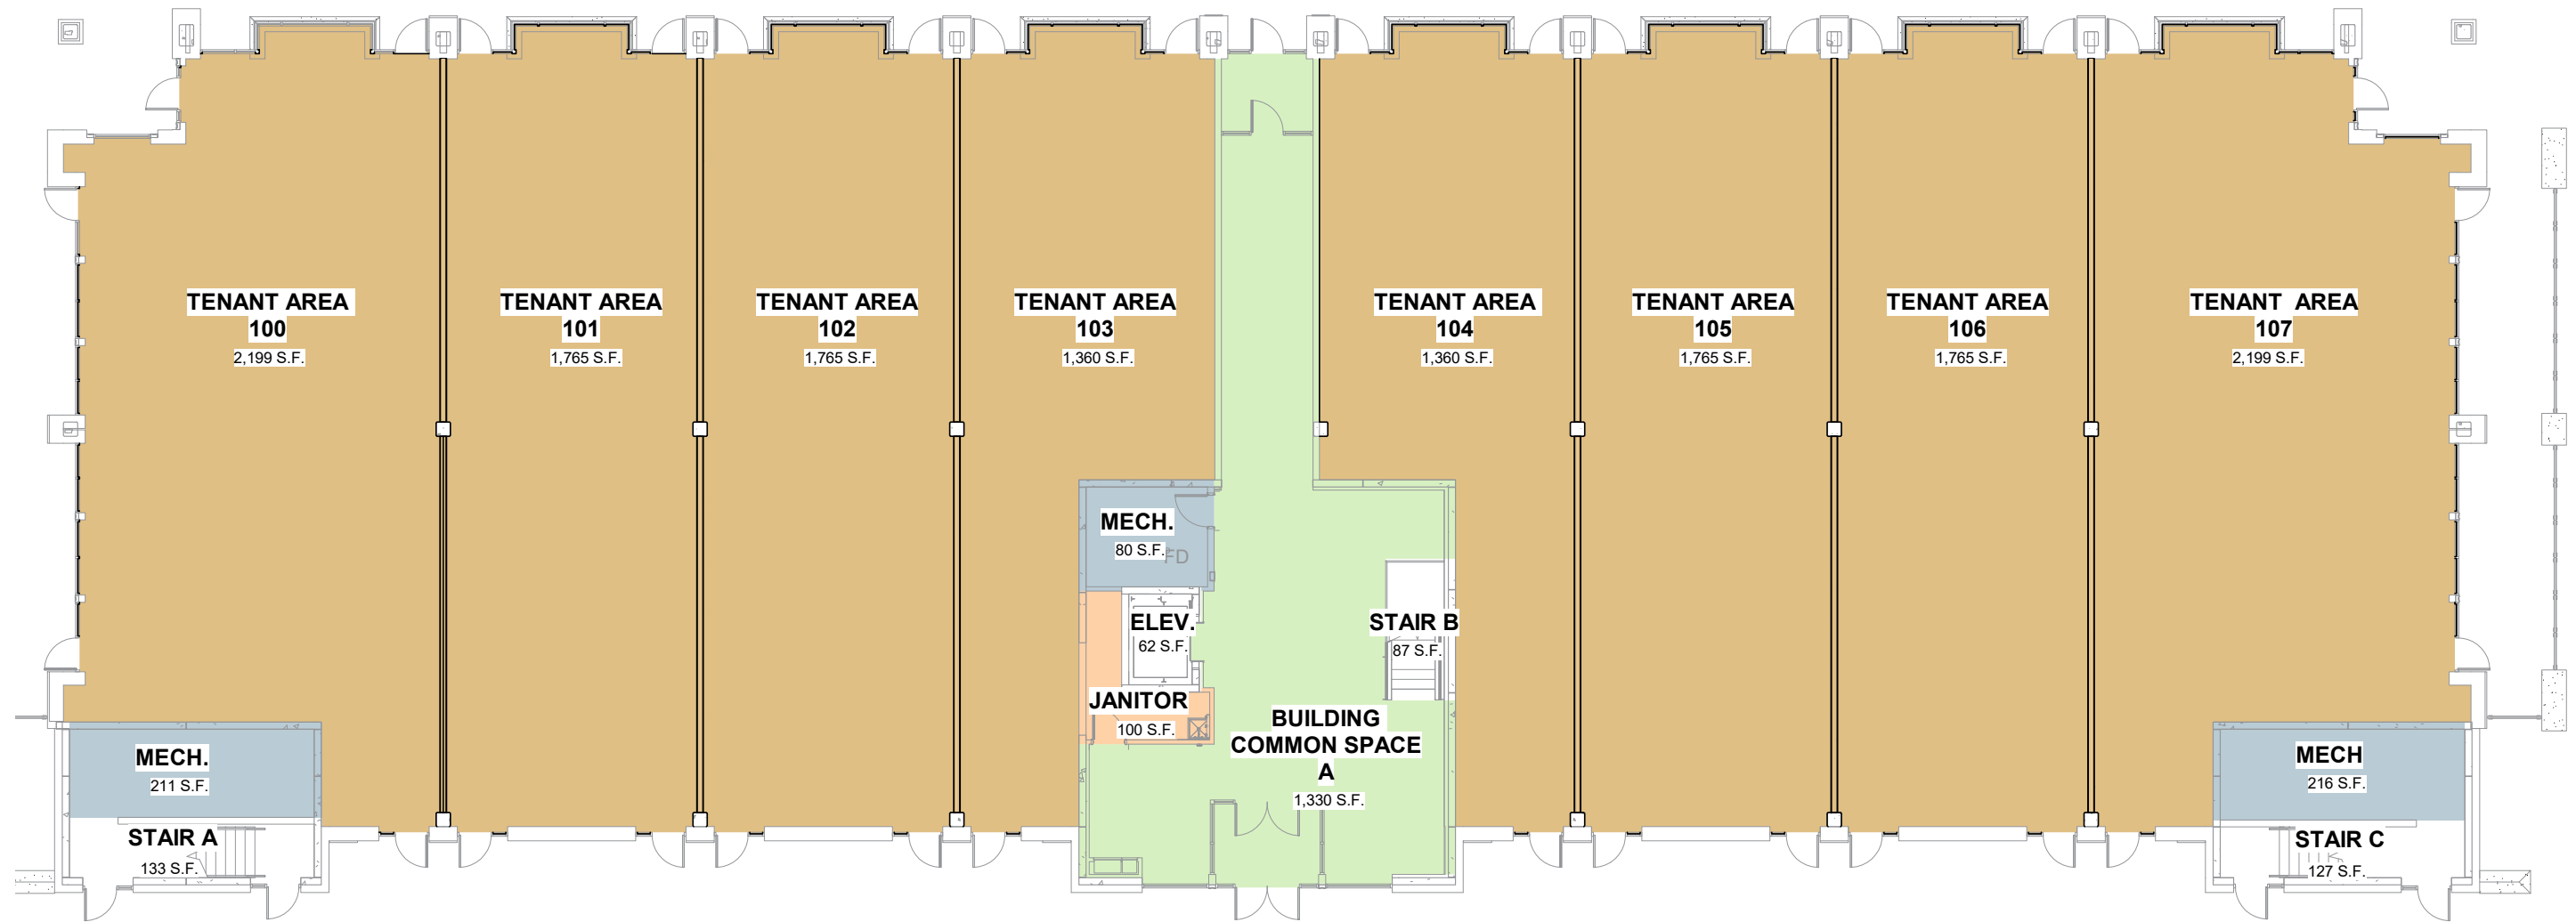 TENANT AREA
100
2,199 S.F.
TENANT AREA
101
1,765 S.F.
TENANT AREA
102
1,765 S.F.
TENANT AREA
103
1,360 S.F.
TENANT AREA
104
1,360 S.F.
TENANT AREA
105
1,765 S.F.
TENANT AREA
106
1,765 S.F.
TENANT AREA
107
2,199 S.F.
MECH.
80 S.F.
FD
ELEV.
62 S.F.
STAIR B
87 S.F.
JANITOR
100 S.F.
BUILDING
COMMON SPACE
A
1,330 S.F.
MECH.
211 S.F.
STAIR A
133 S.F.
MECH
216 S.F.
STAIR C
127 S.F.